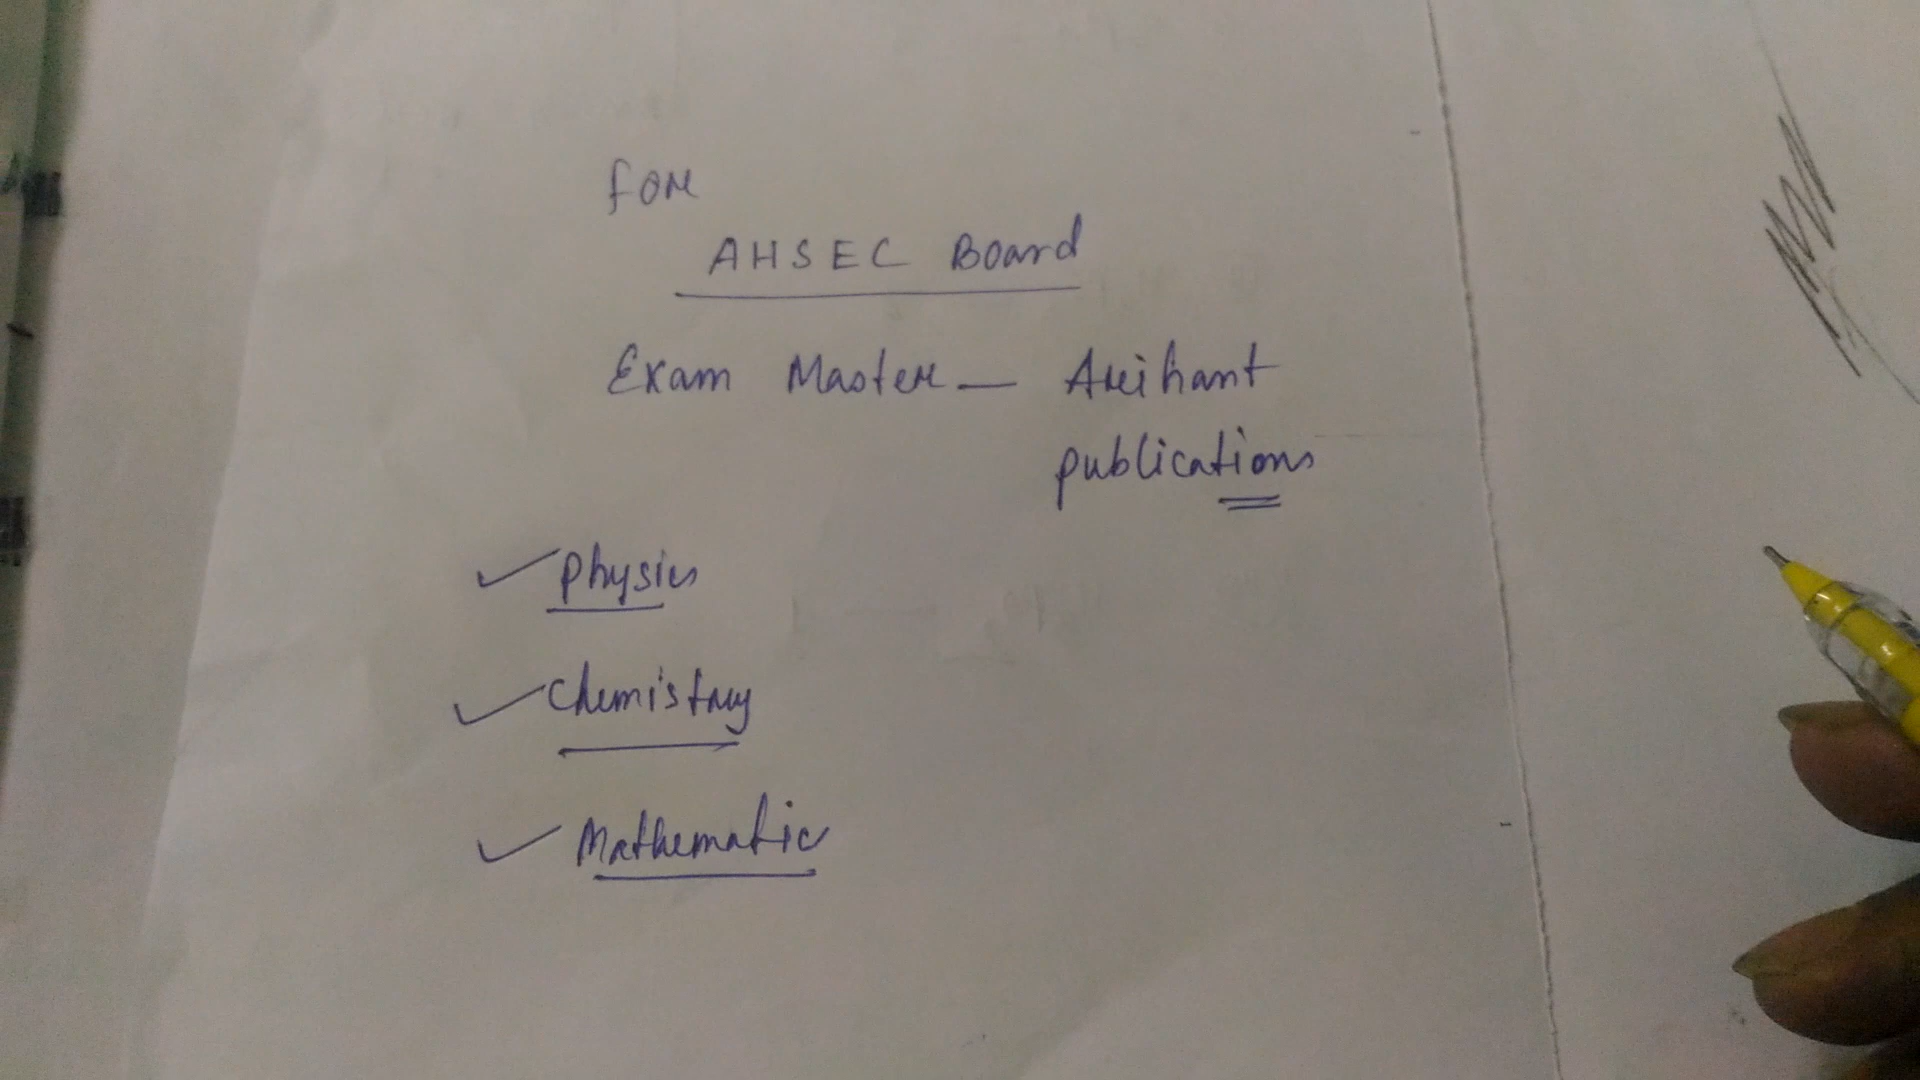 for
AHSEC Board
Exam Master — Arihant
publications
✓ Physics
✓ Chemistry
✓ Mathematic